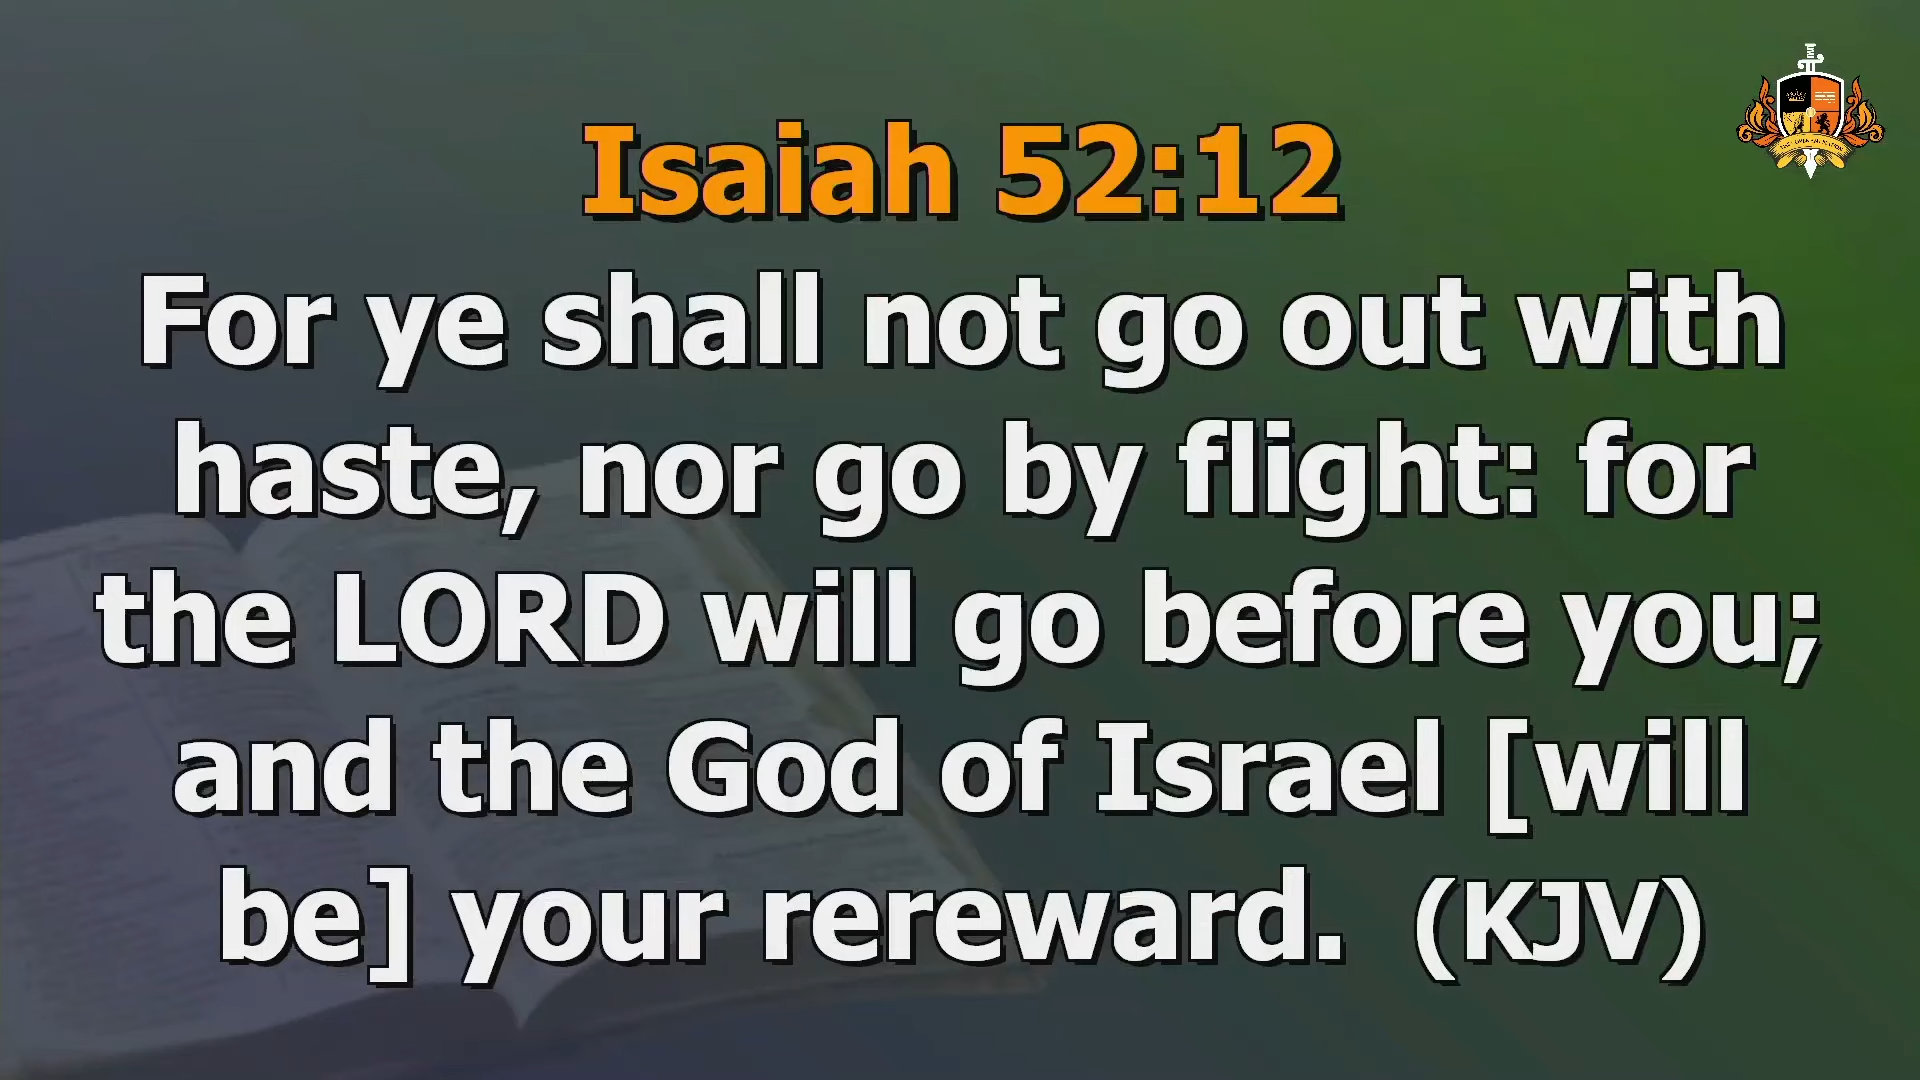 Isaiah 52:12
For ye shall not go out with
haste, nor go by flight: for
the LORD will go before you;
and the God of Israel [will
be] your rereward.  (KJV)